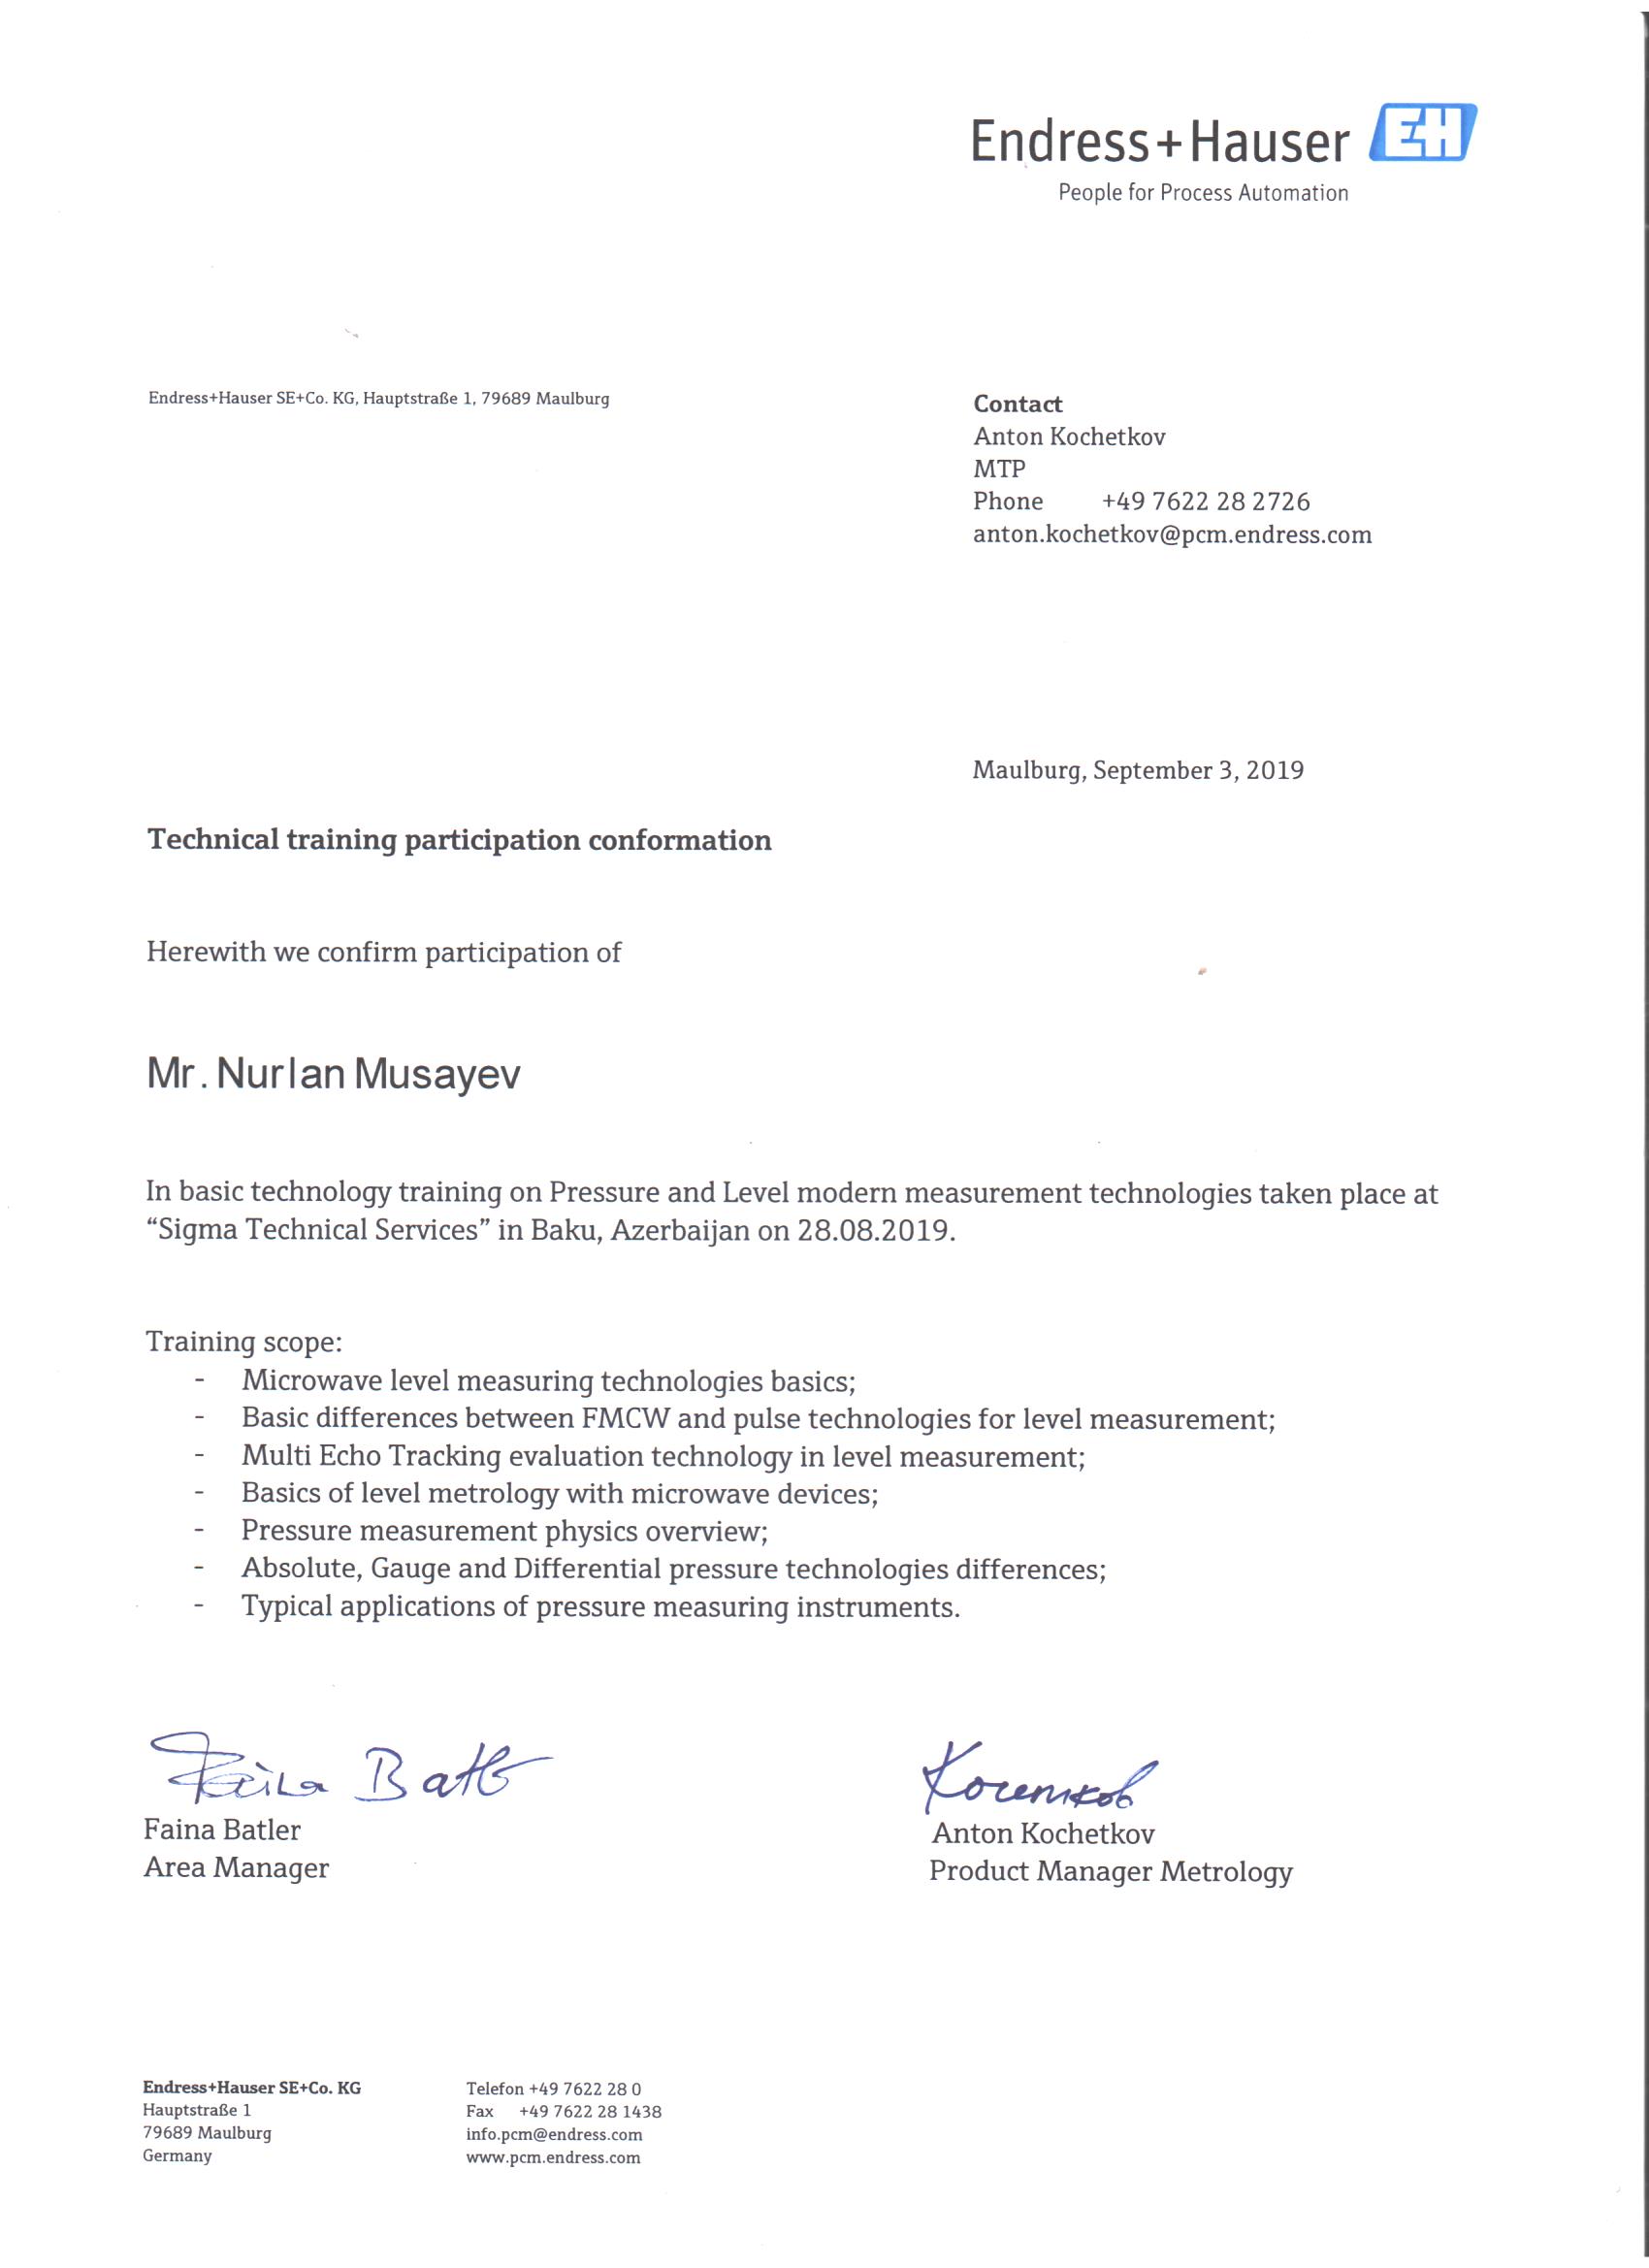 Endress+Hauser EH
People for Process Automation
Endress+Hauser SE+Co. KG, Hauptstraße 1, 79689 Maulburg
Contact
Anton Kochetkov
MTP
Phone +49 7622 28 2726
anton.kochetkov@pcm.endress.com
Maulburg, September 3, 2019
Technical training participation conformation
Herewith we confirm participation of
Mr. Nurlan Musayev
In basic technology training on Pressure and Level modern measurement technologies taken place at
“Sigma Technical Services” in Baku, Azerbaijan on 28.08.2019.
Training scope:
- Microwave level measuring technologies basics;
- Basic differences between FMCW and pulse technologies for level measurement;
- Multi Echo Tracking evaluation technology in level measurement;
- Basics of level metrology with microwave devices;
- Pressure measurement physics overview;
- Absolute, Gauge and Differential pressure technologies differences;
- Typical applications of pressure measuring instruments.
Faina Batler
Кочетков
Faina Batler
Area Manager
Anton Kochetkov
Product Manager Metrology
Endress+Hauser SE+Co. KG
Hauptstraße 1
79689 Maulburg
Germany
Telefon +49 7622 28 0
Fax +49 7622 28 1438
info.pcm@endress.com
www.pcm.endress.com